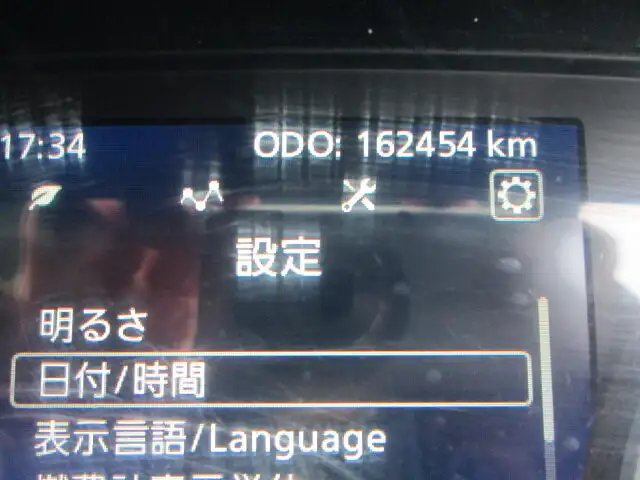 17:34 ODO: 162454 km
設定
明るさ
日付/時間
表示言語/Language